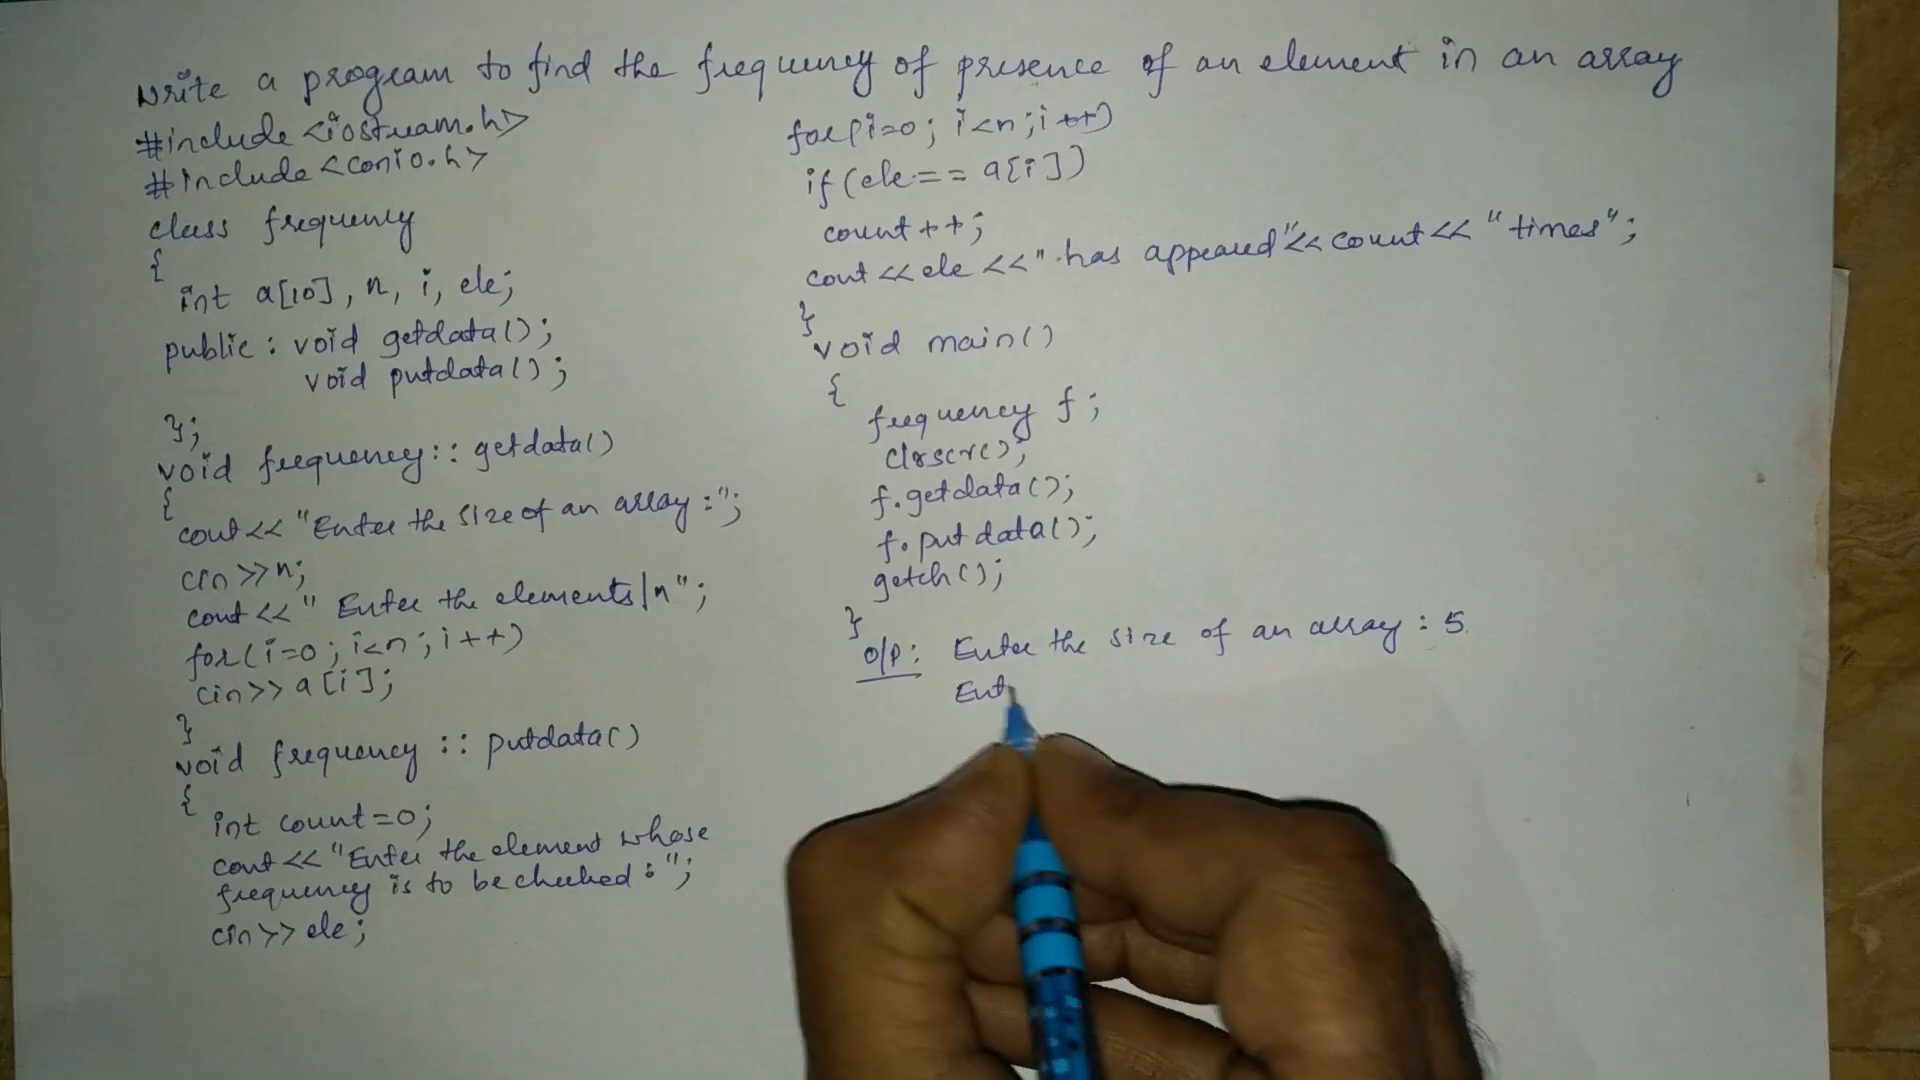 Write a program to find the frequency of presence of an element in an array
#include <iostream.h>
#include <conio.h>
class frequency
{
int a[10], n, i, ele;
public: void getdata();
void putdata();
};
void frequency:: getdata()
{
cout<< "Enter the size of an array :";
cin >>n;
cout << "Enter the elements\n";
for(i=0; i<n; i++)
cin>> a[i];
}
void frequency :: putdata()
{
int count=0;
cout << "Enter the element whose
frequency is to be checked :";
cin>> ele;
for(i=0; i<n; i++)
if(ele== a[i])
count++;
cout << ele <<" has appeared"<< count<< "times";
}
void main()
{
frequency f;
clrscr();
f.getdata();
f.putdata();
getch();
}
O/P: Enter the size of an array : 5
Ent